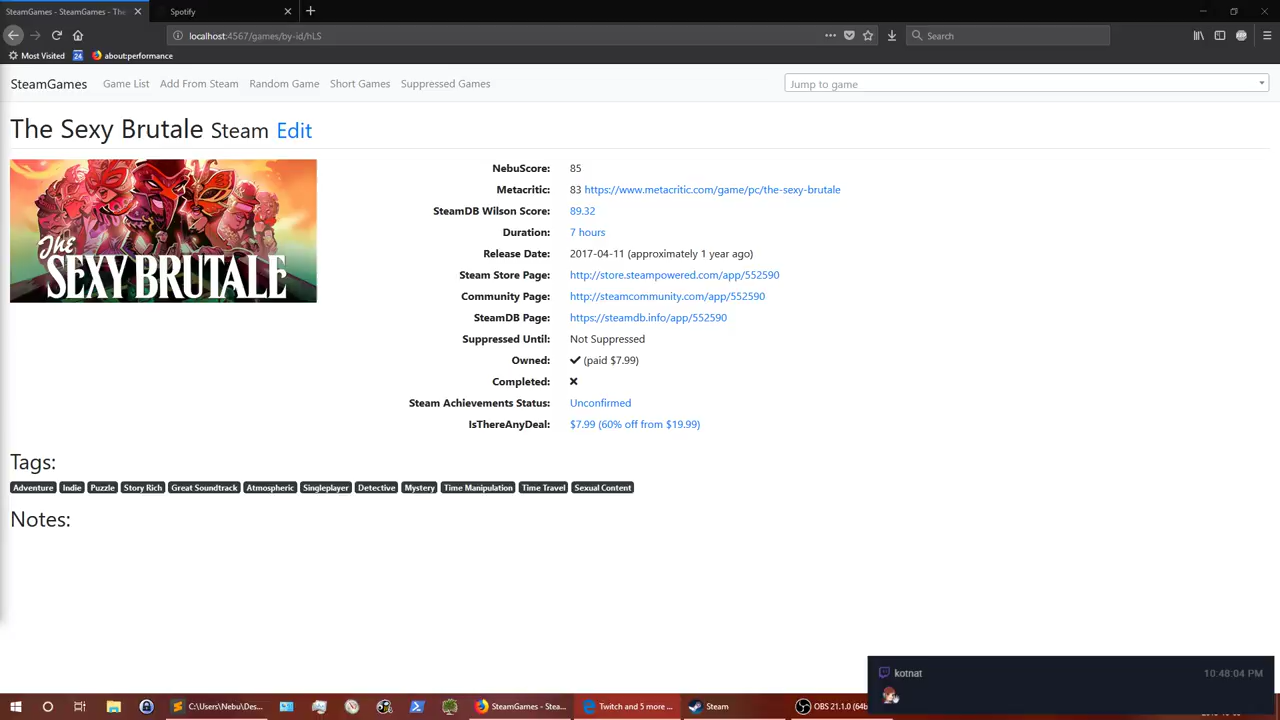 SteamGames - SteamGames - The
Spotify
localhost:4567/games/by-id/hLS
Search
Most Visited
24
about:performance
SteamGames
Game List
Add From Steam
Random Game
Short Games
Suppressed Games
Jump to game
The Sexy Brutale Steam Edit
The
SEXY BRUTALE
NebuScore: 85
Metacritic: 83 https://www.metacritic.com/game/pc/the-sexy-brutale
SteamDB Wilson Score: 89.32
Duration: 7 hours
Release Date: 2017-04-11 (approximately 1 year ago)
Steam Store Page: http://store.steampowered.com/app/552590
Community Page: http://steamcommunity.com/app/552590
SteamDB Page: https://steamdb.info/app/552590
Suppressed Until: Not Suppressed
Owned: ✔ (paid $7.99)
Completed: ✖
Steam Achievements Status: Unconfirmed
IsThereAnyDeal: $7.99 (60% off from $19.99)
Tags:
Adventure Indie Puzzle Story Rich Great Soundtrack Atmospheric Singleplayer Detective Mystery Time Manipulation Time Travel Sexual Content
Notes:
kotnat
10:48:04 PM
C:\Users\Nebu\Des...
SteamGames - Stea...
Twitch and 5 more ...
Steam
OBS 21.1.0 (64b